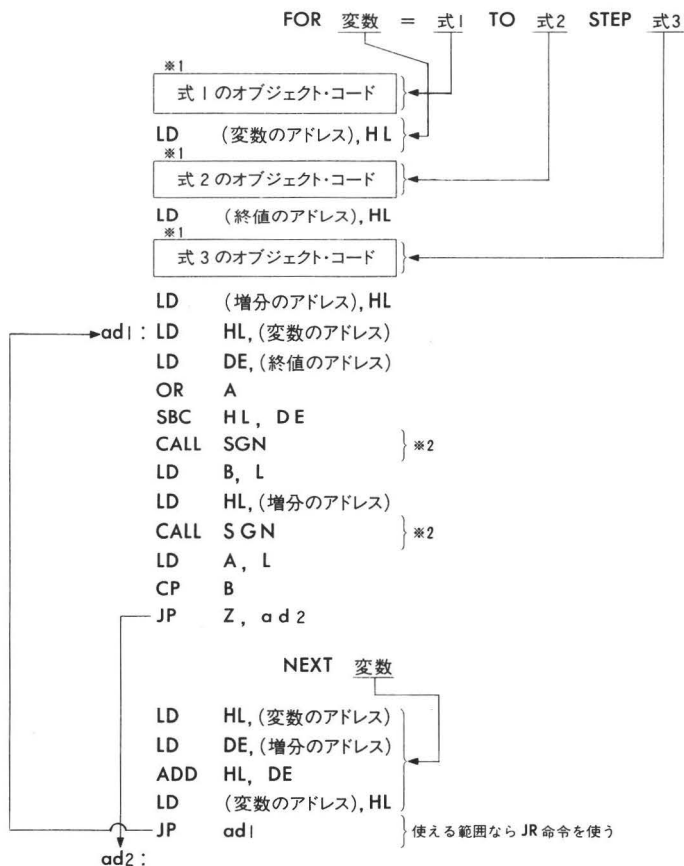 FOR 変数 = 式1 TO 式2 STEP 式3
※1
式1のオブジェクト・コード
LD (変数のアドレス), HL
※1
式2のオブジェクト・コード
LD (終値のアドレス), HL
※1
式3のオブジェクト・コード
LD (増分のアドレス), HL
ad1: LD HL, (変数のアドレス)
LD DE, (終値のアドレス)
OR A
SBC HL, DE
CALL SGN ※2
LD B, L
LD HL, (増分のアドレス)
CALL SGN ※2
LD A, L
CP B
JP Z, ad2
NEXT 変数
LD HL, (変数のアドレス)
LD DE, (増分のアドレス)
ADD HL, DE
LD (変数のアドレス), HL
JP ad1 使える範囲ならJR命令を使う
ad2: